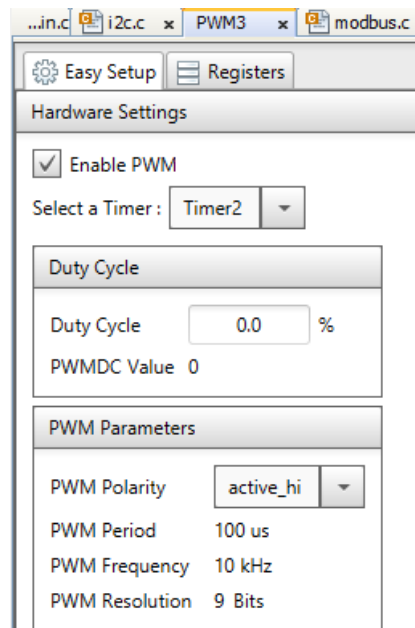 ...in.c i2c.c x PWM3 x modbus.c
Easy Setup Registers
Hardware Settings
Enable PWM
Select a Timer : Timer2
Duty Cycle
Duty Cycle 0.0 %
PWMDC Value 0
PWM Parameters
PWM Polarity active_hi
PWM Period 100 us
PWM Frequency 10 kHz
PWM Resolution 9 Bits